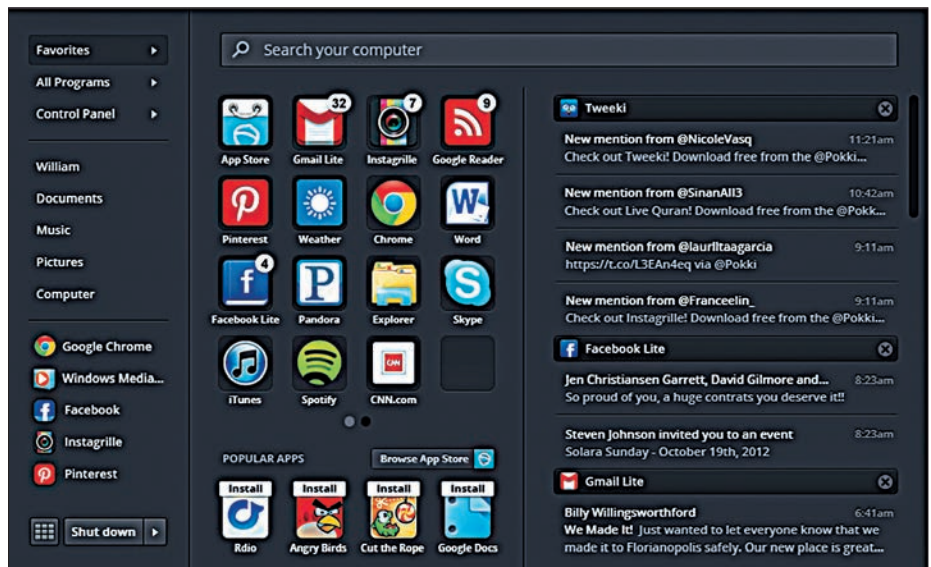 Favorites
All Programs
Control Panel
William
Documents
Music
Pictures
Computer
Google Chrome
Windows Media...
Facebook
Instagrille
Pinterest
Shut down
Search your computer
32
7
9
App Store
Gmail Lite
Instagrille
Google Reader
Pinterest
Weather
Chrome
Word
4
Facebook Lite
Pandora
Explorer
Skype
iTunes
Spotify
CNN
CNN.com
POPULAR APPS
Browse App Store
Install
Install
Install
Install
Rdio
Angry Birds
Cut the Rope
Google Docs
Tweeki
New mention from @NicoleVasq 11:21am
Check out Tweeki! Download free from the @Pokki...
New mention from @SinanAll3 10:42am
Check out Live Quran! Download free from the @Pokk...
New mention from @laurlltaagarcia 9:11am
https://t.co/L3EAn4eq via @Pokki
New mention from @Franceelin_ 9:11am
Check out Instagrille! Download free from the @Pokki...
Facebook Lite
Jen Christiansen Garrett, David Gilmore and... 8:23am
So proud of you, a huge contrats you deserve it!!
Steven Johnson invited you to an event 8:23am
Solara Sunday - October 19th, 2012
Gmail Lite
Billy Willingsworthford 6:41am
We Made It! Just wanted to let everyone know that we
made it to Florianopolis safely. Our new place is great...